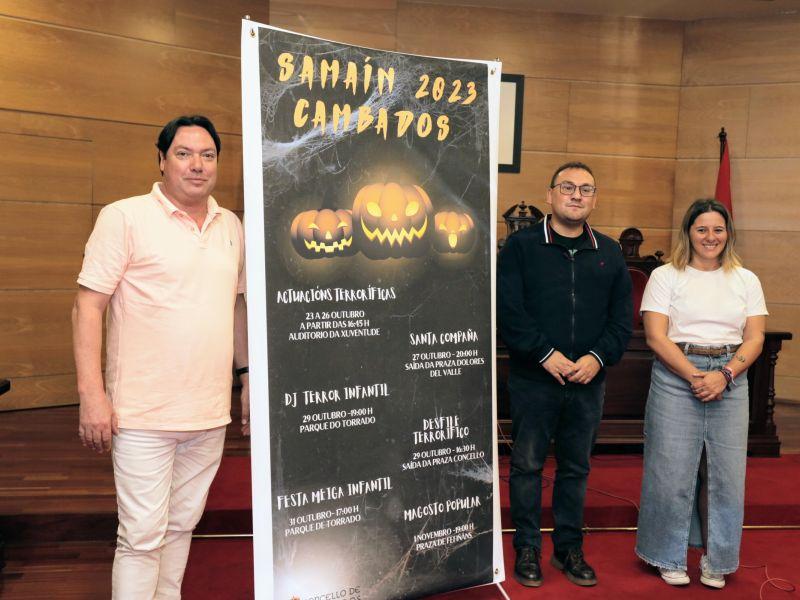 SAMAÍN 2023
CAMBADOS
ACTUACIÓNS TERRORÍFICAS
23 A 26 OUTUBRO
A PARTIR DAS 16:45 H
AUDITORIO DA XUVENTUDE
SANTA COMPAÑA
27 OUTUBRO - 20:00 H
SAÍDA DA PRAZA DOLORES
DEL VALLE
DJ TERROR INFANTIL
29 OUTUBRO -19:00 H
PARQUE DO TORRADO
DESFILE
TERRORÍFICO
29 OUTUBRO - 16:30 H
SAÍDA DA PRAZA CONCELLO
FESTA MEIGA INFANTIL
31 OUTUBRO- 17:00 H
PARQUE DE TORRADO
MAGOSTO POPULAR
1 NOVEMBRO -19:00 H
PRAZA DE FEFIÑÁNS
CONCELLO DE